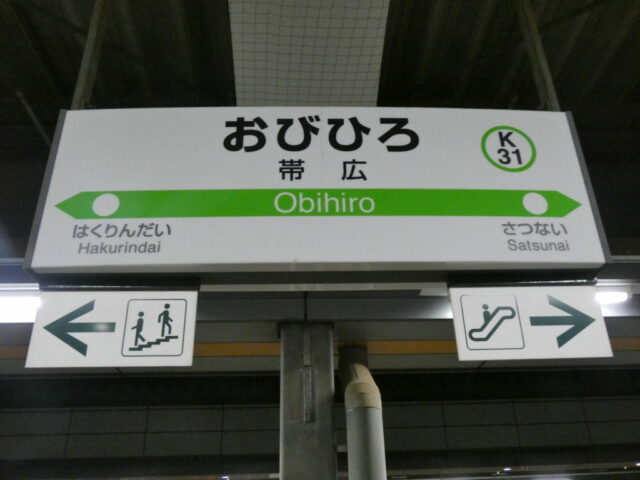 おびひろ
K
31
帯広
Obihiro
はくりんだい
Hakurindai
さつない
Satsunai